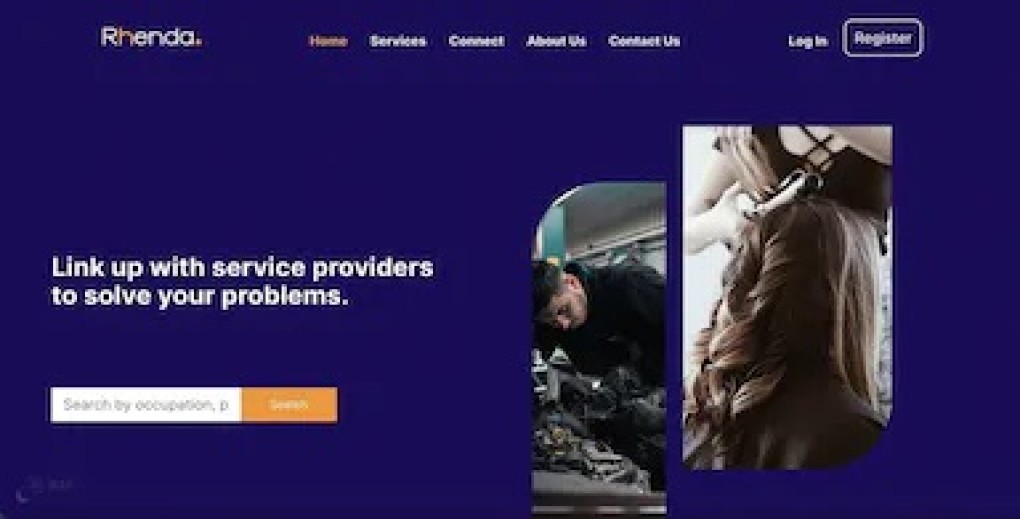 Rhenda.
Home Services Connect About Us Contact Us
Log In Register
Link up with service providers
to solve your problems.
Search by occupation, p
Search